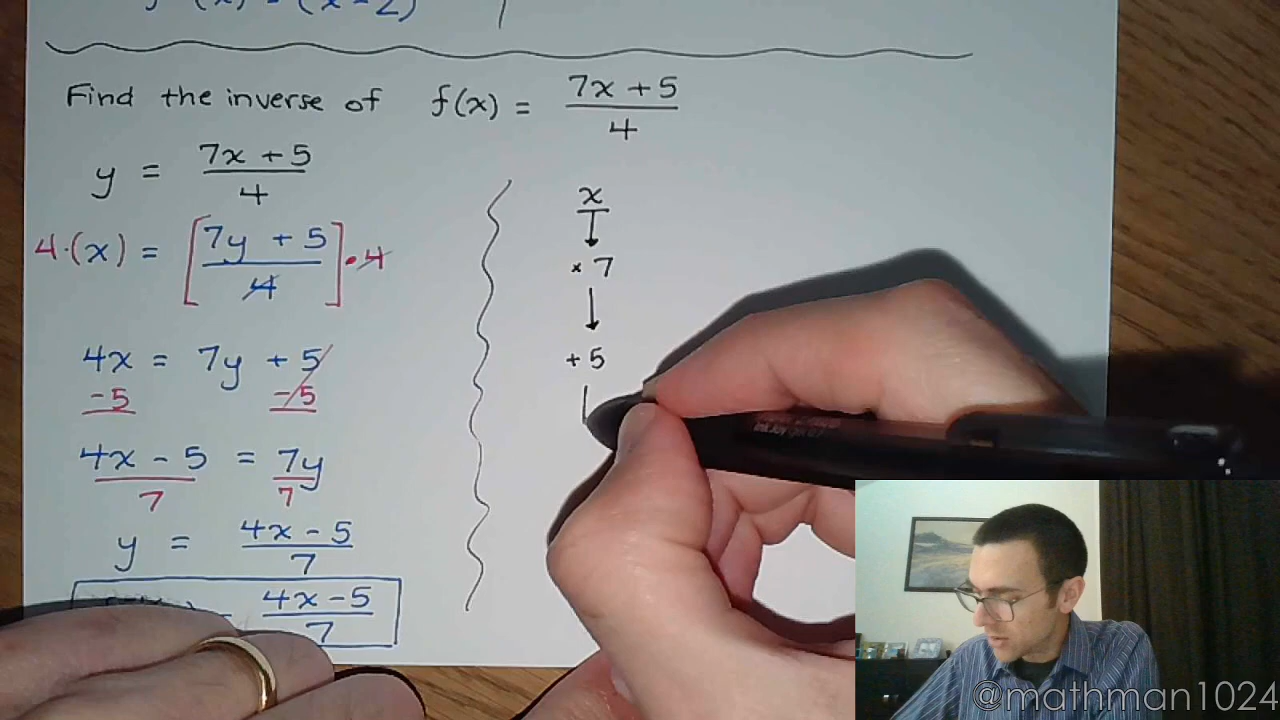 Find the inverse of f(x) = 7x + 5 / 4
y = 7x + 5 / 4
4·(x) = [7y + 5 / 4] · 4
4x = 7y + 5
-5 -5
4x - 5 / 7 = 7y / 7
y = 4x - 5 / 7
4x - 5 / 7
x
× 7
+ 5
@mathman1024